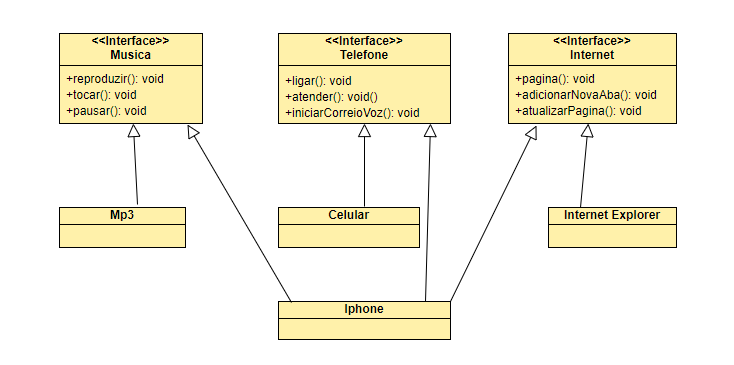 <<Interface>>
Musica
+reproduzir(): void
+tocar(): void
+pausar(): void
<<Interface>>
Telefone
+ligar(): void
+atender(): void()
+iniciarCorreioVoz(): void
<<Interface>>
Internet
+pagina(): void
+adicionarNovaAba(): void
+atualizarPagina(): void
Mp3
Celular
Internet Explorer
Iphone